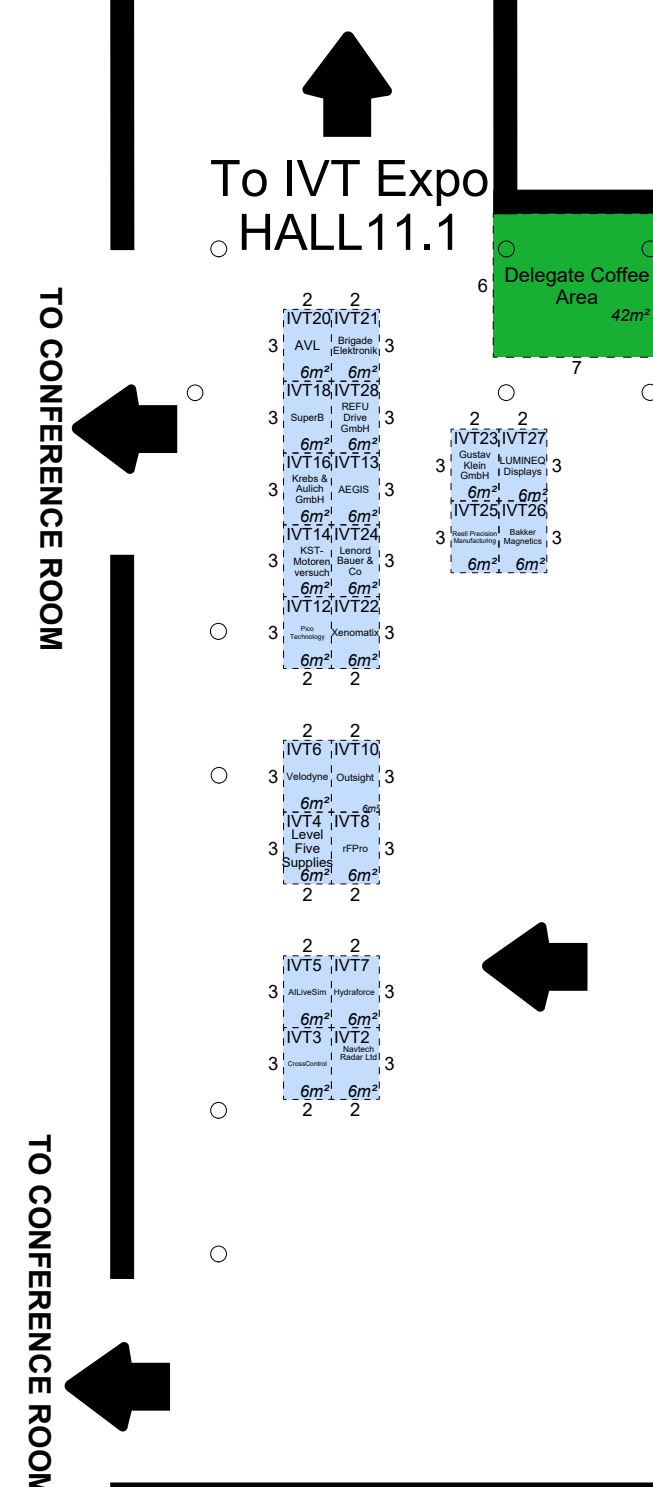 To IVT Expo
HALL11.1
Delegate Coffee
Area
42m²
6
7
TO CONFERENCE ROOM
2 2
IVT20 IVT21
3 AVL Brigade
Elektronik 3
6m² 6m²
IVT18 IVT28
3 SuperB REFU
Drive
GmbH 3
6m² 6m²
IVT16 IVT13
3 Krebs &
Aulich
GmbH
AEGIS 3
6m² 6m²
IVT14 IVT24
3 KST-
Motoren
versuch
Lenord
Bauer &
Co 3
6m² 6m²
IVT12 IVT22
3 Pico
Technology
Xenomatix 3
6m² 6m²
2 2
2 2
IVT23 IVT27
3 Gustav
Klein
GmbH
LUMINEQ
Displays 3
6m² 6m²
IVT25 IVT26
3 Reell Precision
Manufacturing
Bakker
Magnetics 3
6m² 6m²
2 2
IVT6 IVT10
3 Velodyne Outsight 3
6m² 6m²
IVT4 IVT8
3 Level
Five
Supplies
rFPro 3
6m² 6m²
2 2
2 2
IVT5 IVT7
3 AILiveSim Hydraforce 3
6m² 6m²
IVT3 IVT2
3 CrossControl Navtech
Radar Ltd 3
6m² 6m²
2 2
TO CONFERENCE ROOM